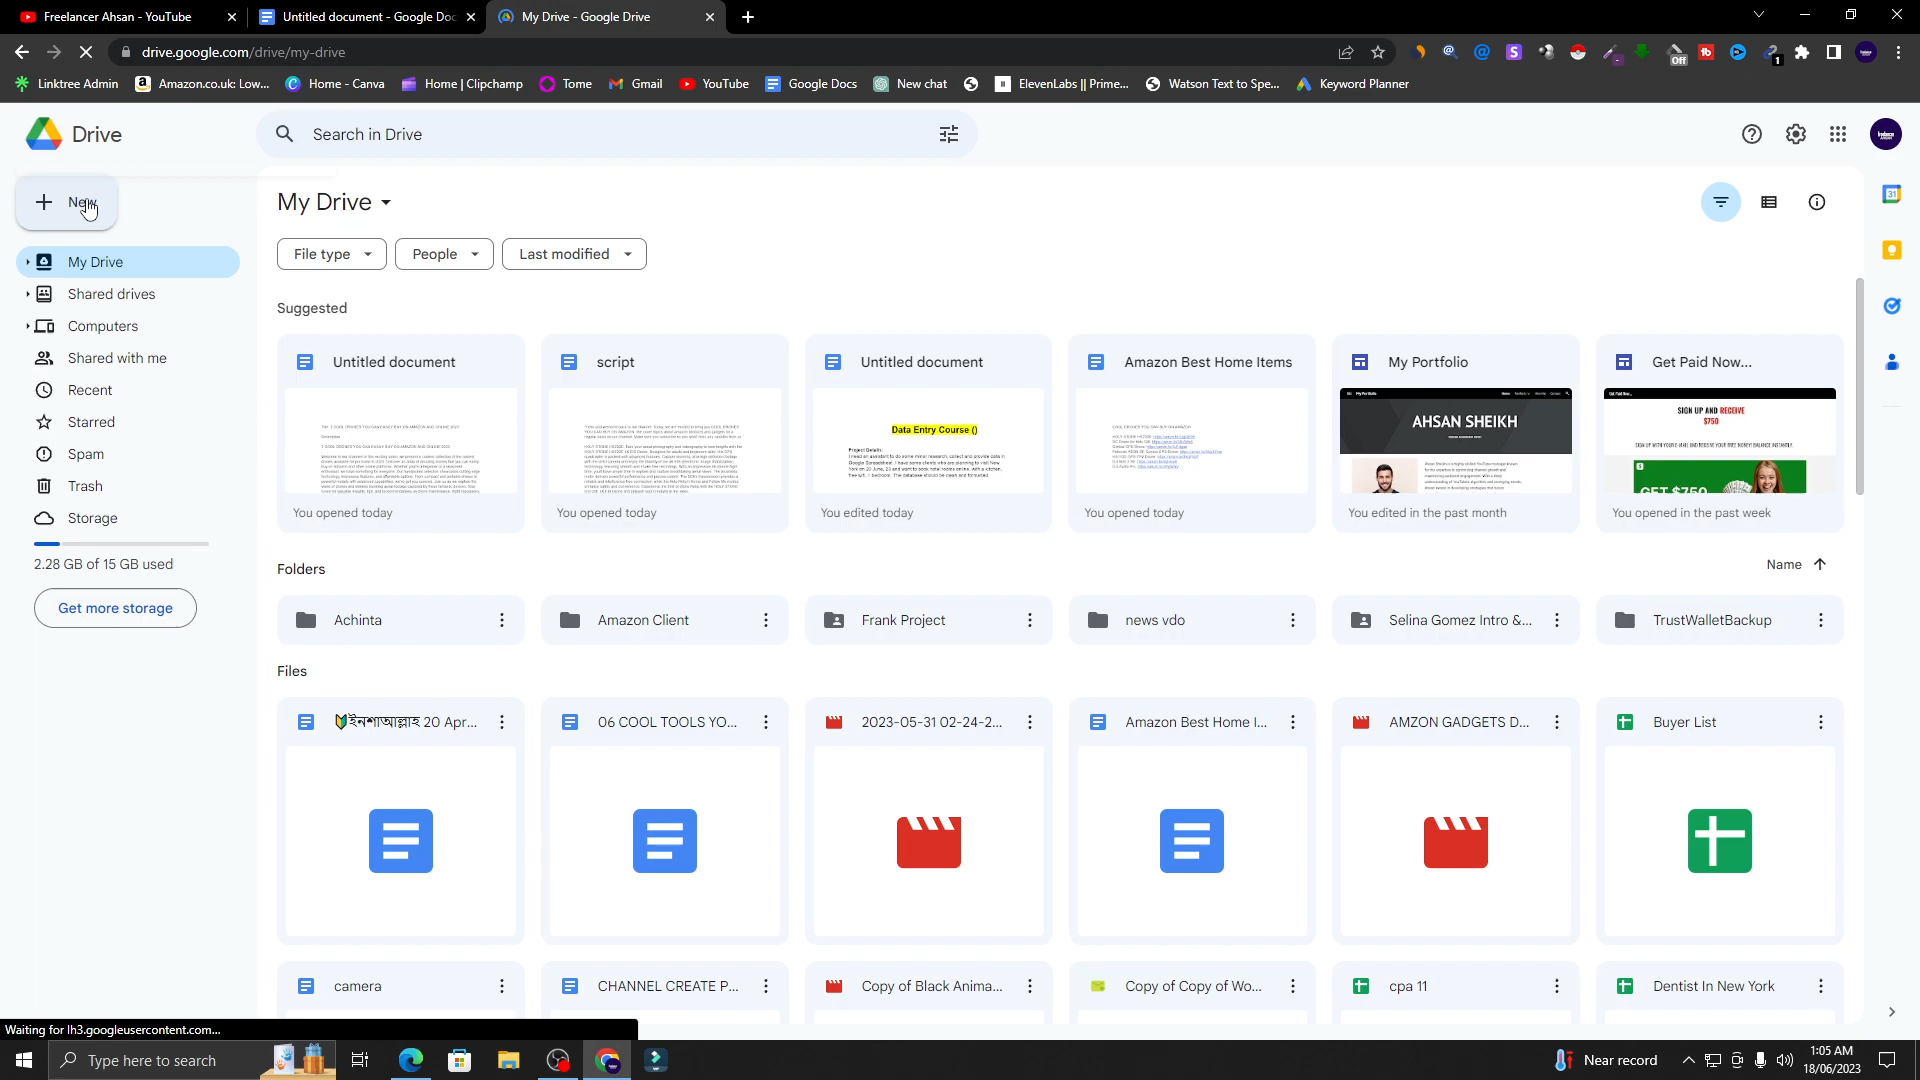 Freelancer Ahsan - YouTube
Untitled document - Google Doc
My Drive - Google Drive
drive.google.com/drive/my-drive
Off
1
Linktree Admin
Amazon.co.uk: Low...
Home - Canva
Home | Clipchamp
Tome
Gmail
YouTube
Google Docs
New chat
ElevenLabs || Prime...
Watson Text to Spe...
Keyword Planner
Drive
Search in Drive
New
My Drive
File type
People
Last modified
31
My Drive
Shared drives
Computers
Shared with me
Recent
Starred
Spam
Trash
Storage
2.28 GB of 15 GB used
Get more storage
Suggested
Untitled document
script
Untitled document
Amazon Best Home Items
My Portfolio
Get Paid Now...
Data Entry Course ()
Project Details:
AHSAN SHEIKH
SIGN UP AND RECEIVE
$750
GET $750
You opened today
You opened today
You edited today
You opened today
You edited in the past month
You opened in the past week
Folders
Name
Achinta
Amazon Client
Frank Project
news vdo
Selina Gomez Intro &...
TrustWalletBackup
Files
ইনশাআল্লাহ 20 Apr...
06 COOL TOOLS YO...
2023-05-31 02-24-2...
Amazon Best Home I...
AMZON GADGETS D...
Buyer List
camera
CHANNEL CREATE P...
Copy of Black Anima...
Copy of Copy of Wo...
cpa 11
Dentist In New York
Waiting for lh3.googleusercontent.com...
Type here to search
Near record
1:05 AM
18/06/2023